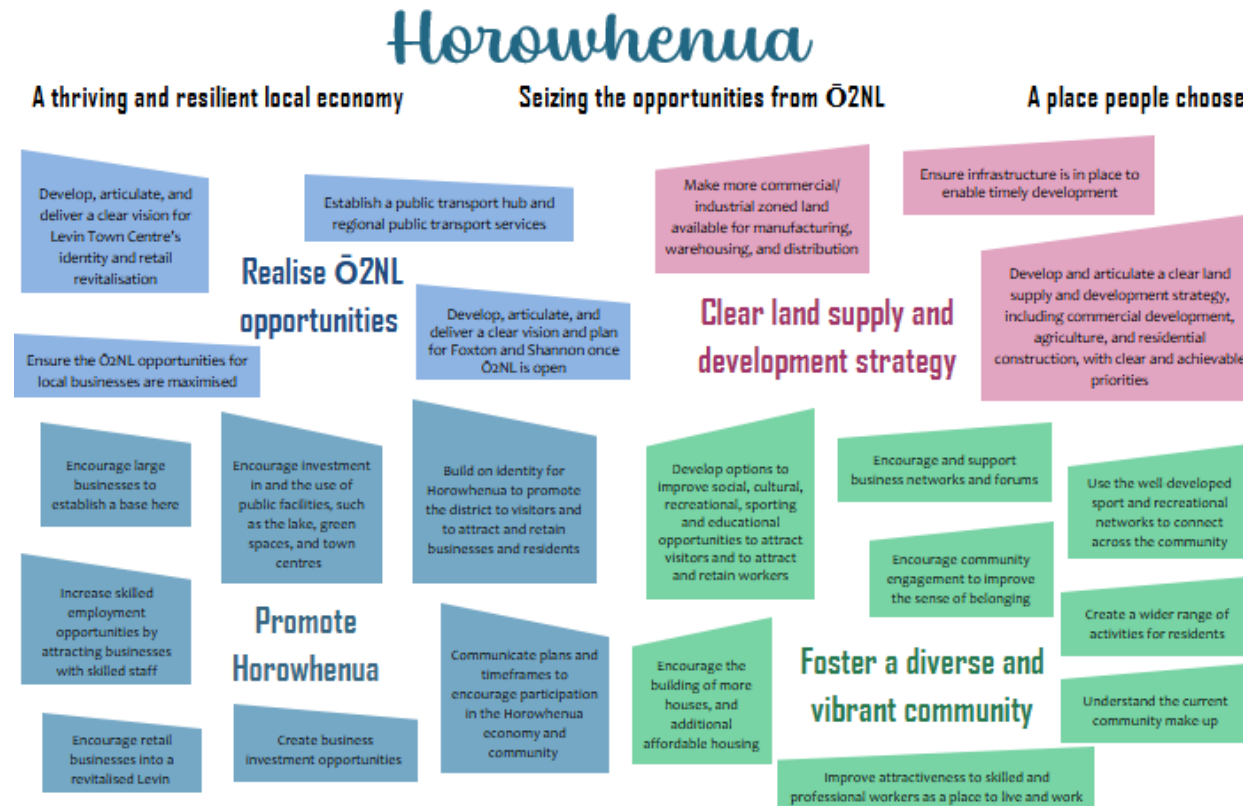 Horowhenua
A thriving and resilient local economy
Seizing the opportunities from Ō2NL
A place people choose
Develop, articulate, and
deliver a clear vision for
Levin Town Centre's
identity and retail
revitalisation
Establish a public transport hub and
regional public transport services
Realise Ō2NL
opportunities
Develop, articulate, and
deliver a clear vision and plan
for Foxton and Shannon once
Ō2NL is open
Ensure the Ō2NL opportunities for
local businesses are maximised
Make more commercial/
industrial zoned land
available for manufacturing,
warehousing, and distribution
Ensure infrastructure is in place to
enable timely development
Clear land supply and
development strategy
Develop and articulate a clear land
supply and development strategy,
including commercial development,
agriculture, and residential
construction, with clear and achievable
priorities
Encourage large
businesses to
establish a base here
Encourage investment
in and the use of
public facilities, such
as the lake, green
spaces, and town
centres
Build on identity for
Horowhenua to promote
the district to visitors and
to attract and retain
businesses and residents
Increase skilled
employment
opportunities by
attracting businesses
with skilled staff
Promote
Horowhenua
Communicate plans and
timeframes to
encourage participation
in the Horowhenua
economy and
community
Encourage retail
businesses into a
revitalised Levin
Create business
investment opportunities
Develop options to
improve social, cultural,
recreational, sporting
and educational
opportunities to attract
visitors and to attract
and retain workers
Encourage and support
business networks and forums
Use the well-developed
sport and recreational
networks to connect
across the community
Encourage community
engagement to improve
the sense of belonging
Create a wider range of
activities for residents
Encourage the
building of more
houses, and
additional
affordable housing
Foster a diverse and
vibrant community
Understand the current
community make up
Improve attractiveness to skilled and
professional workers as a place to live and work